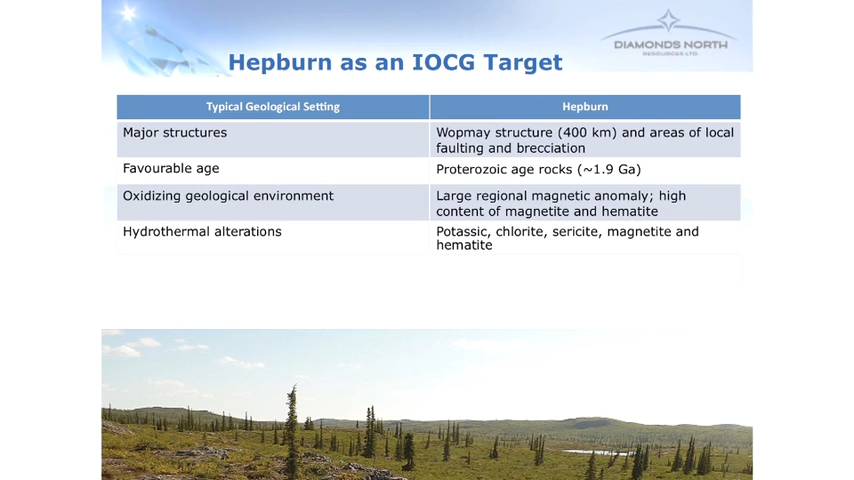 DIAMONDS NORTH
RESOURCES LTD.
Hepburn as an IOCG Target
Typical Geological Setting Hepburn
Major structures Wopmay structure (400 km) and areas of local
faulting and brecciation
Favourable age Proterozoic age rocks (~1.9 Ga)
Oxidizing geological environment Large regional magnetic anomaly; high
content of magnetite and hematite
Hydrothermal alterations Potassic, chlorite, sericite, magnetite and
hematite